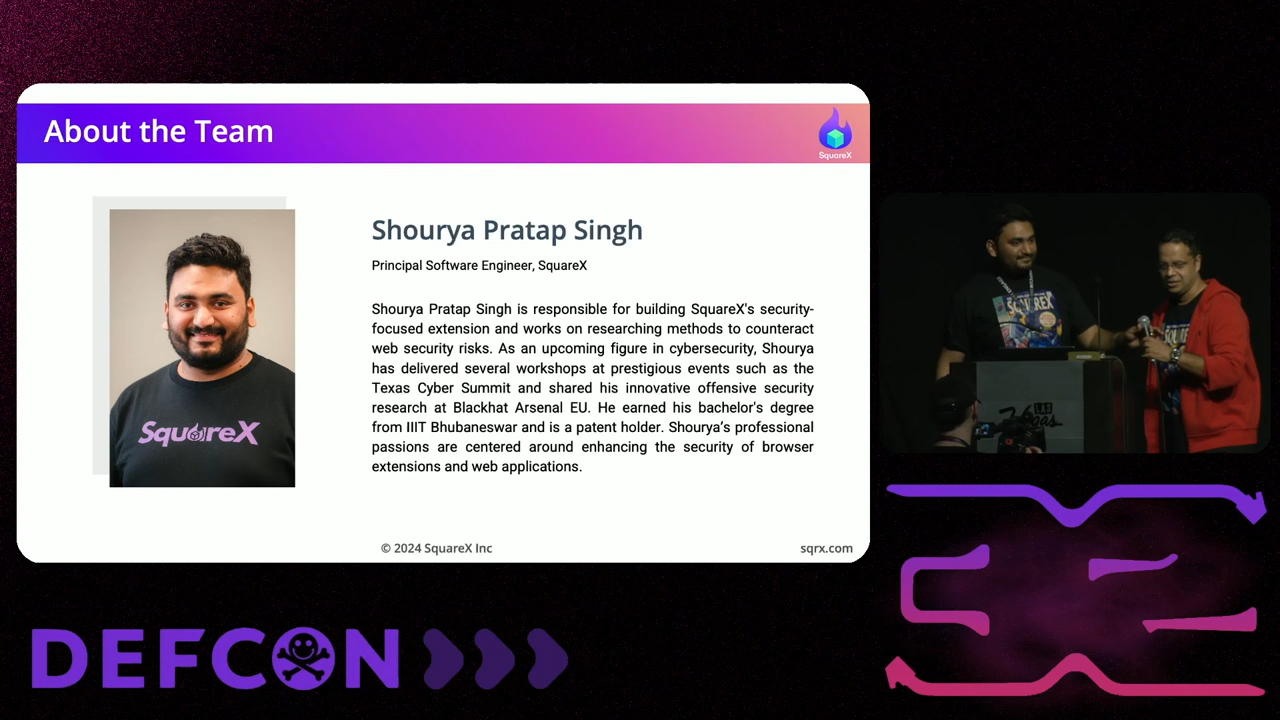 About the Team
SquareX
Shourya Pratap Singh
Principal Software Engineer, SquareX
Shourya Pratap Singh is responsible for building SquareX's security-
focused extension and works on researching methods to counteract
web security risks. As an upcoming figure in cybersecurity, Shourya
has delivered several workshops at prestigious events such as the
Texas Cyber Summit and shared his innovative offensive security
research at Blackhat Arsenal EU. He earned his bachelor's degree
from IIIT Bhubaneswar and is a patent holder. Shourya’s professional
passions are centered around enhancing the security of browser
extensions and web applications.
SquareX
© 2024 SquareX Inc
sqrx.com
SQUAREX
LAS
Vegas
DEFCON